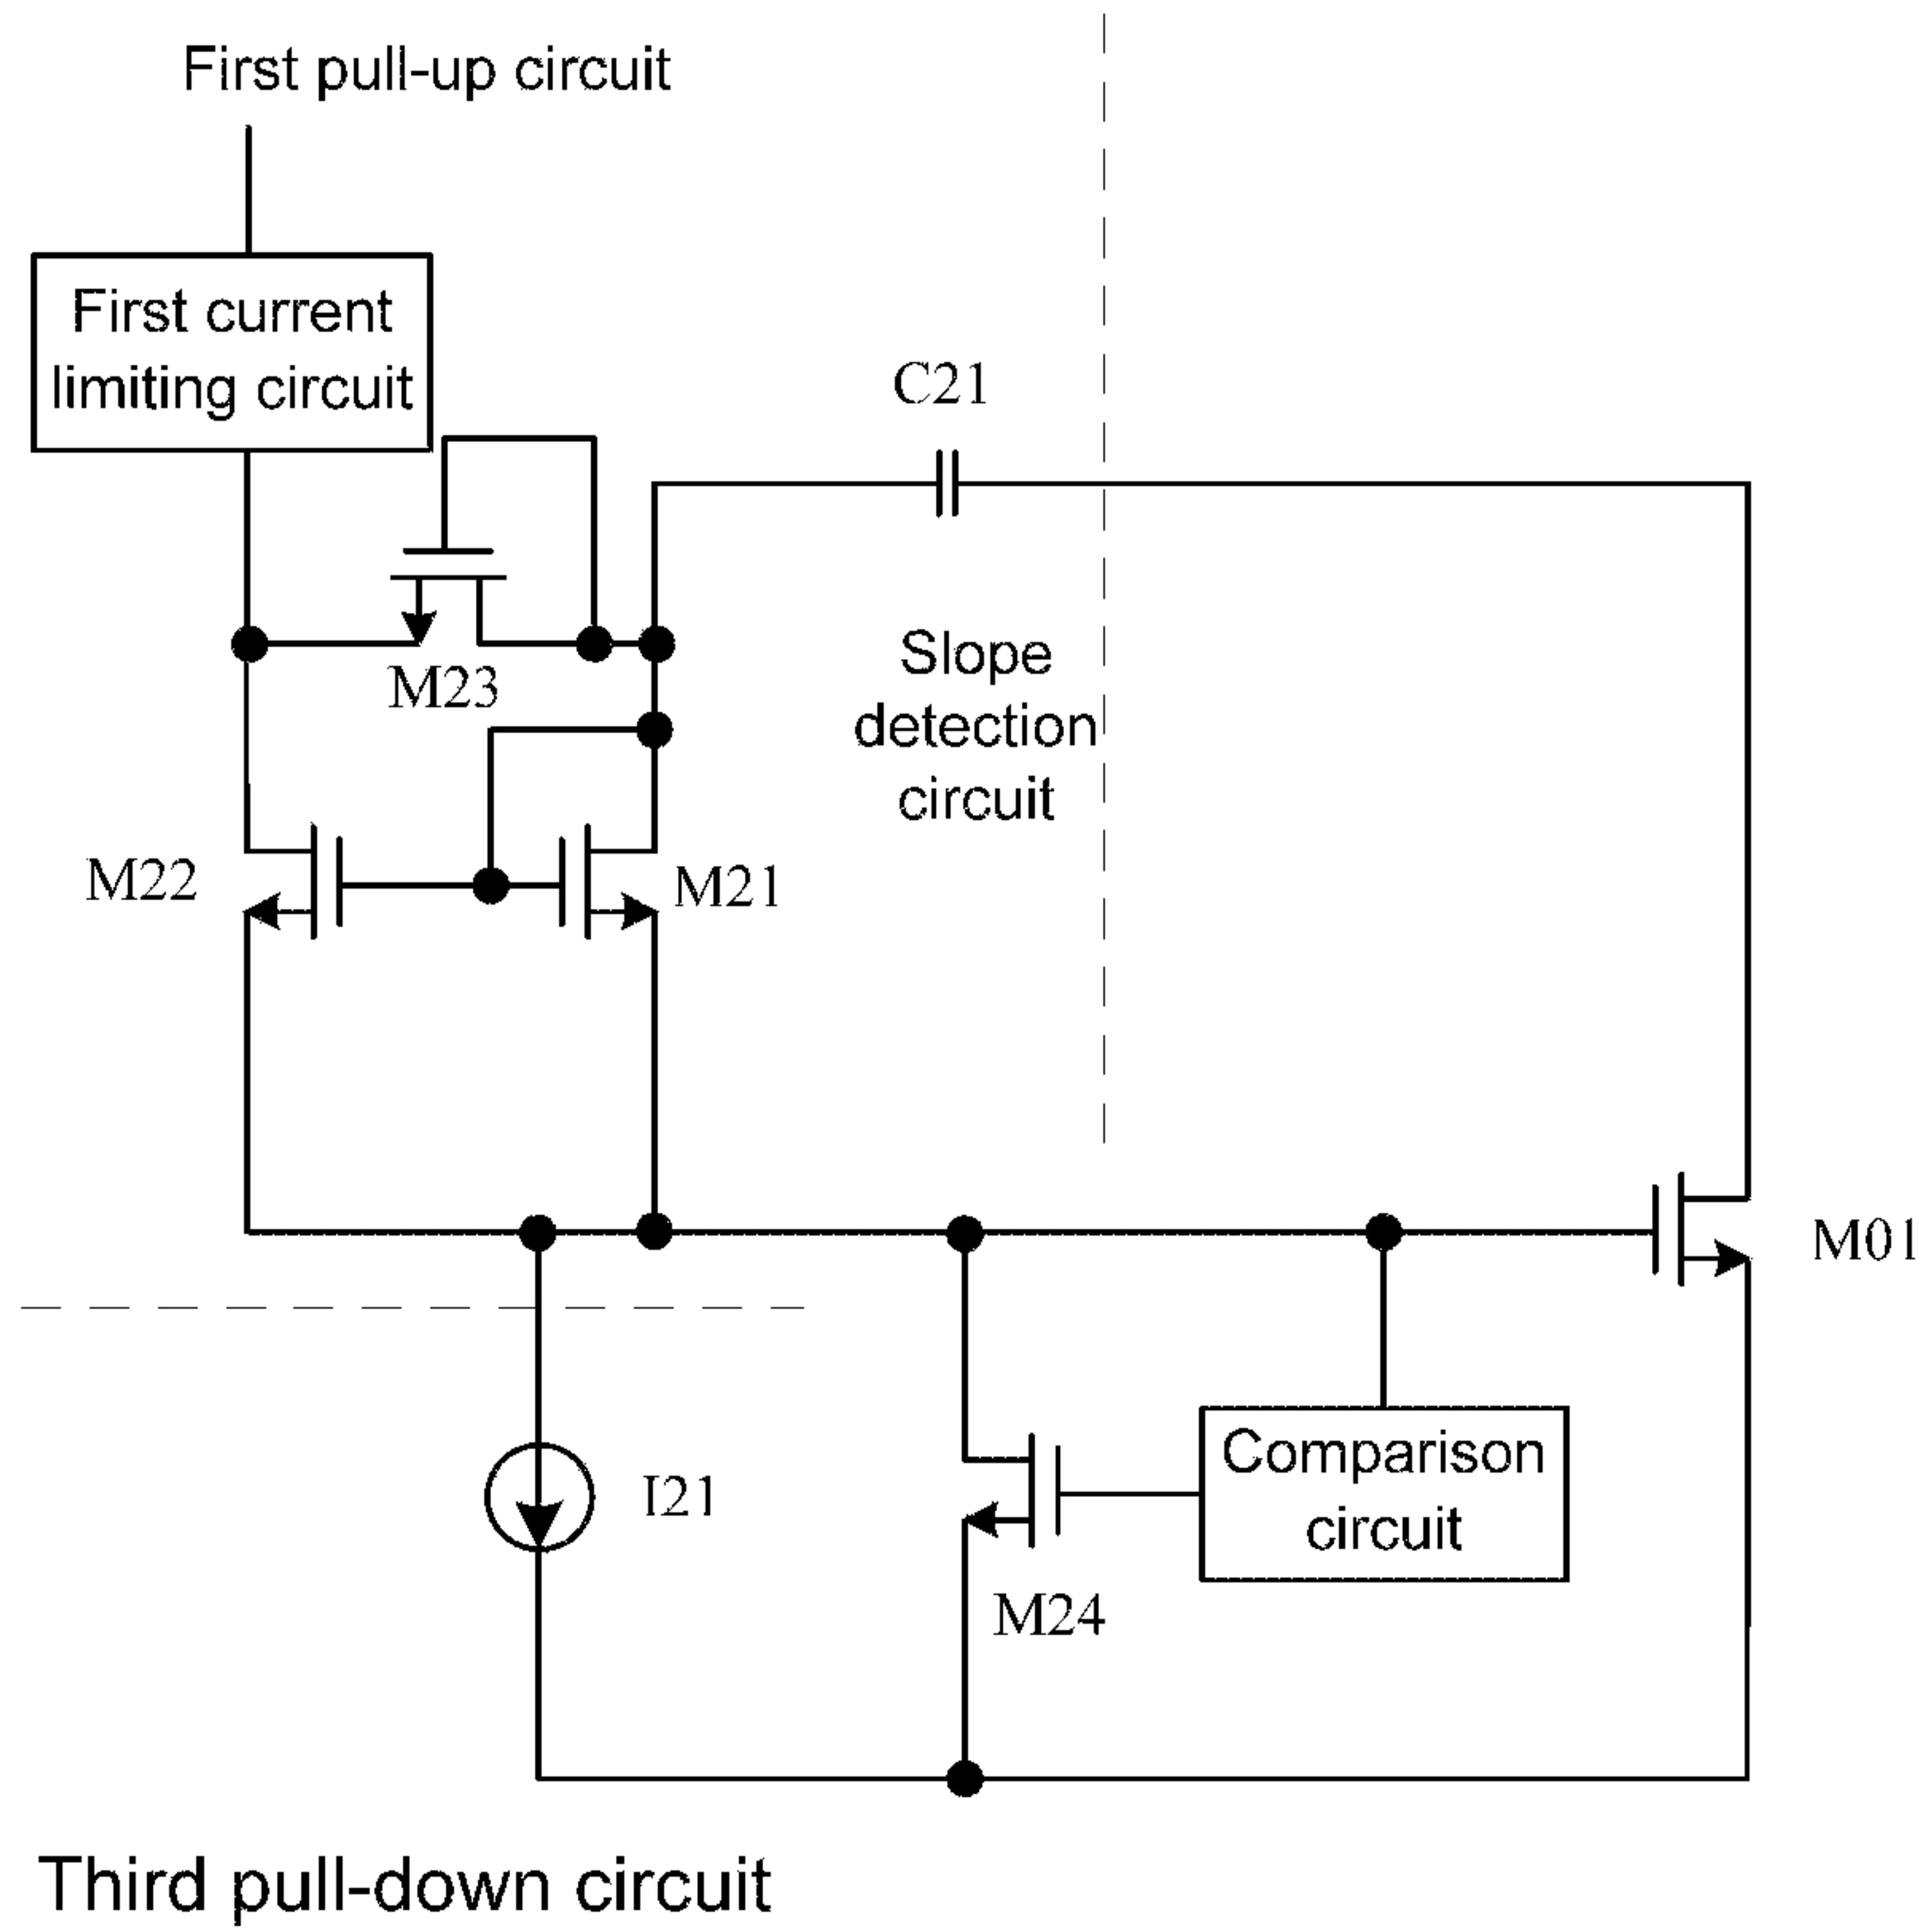 First pull-up circuit
First current
limiting circuit
C21
M23
Slope
detection
circuit
M22
M21
M01
I21
Comparison
circuit
M24
Third pull-down circuit